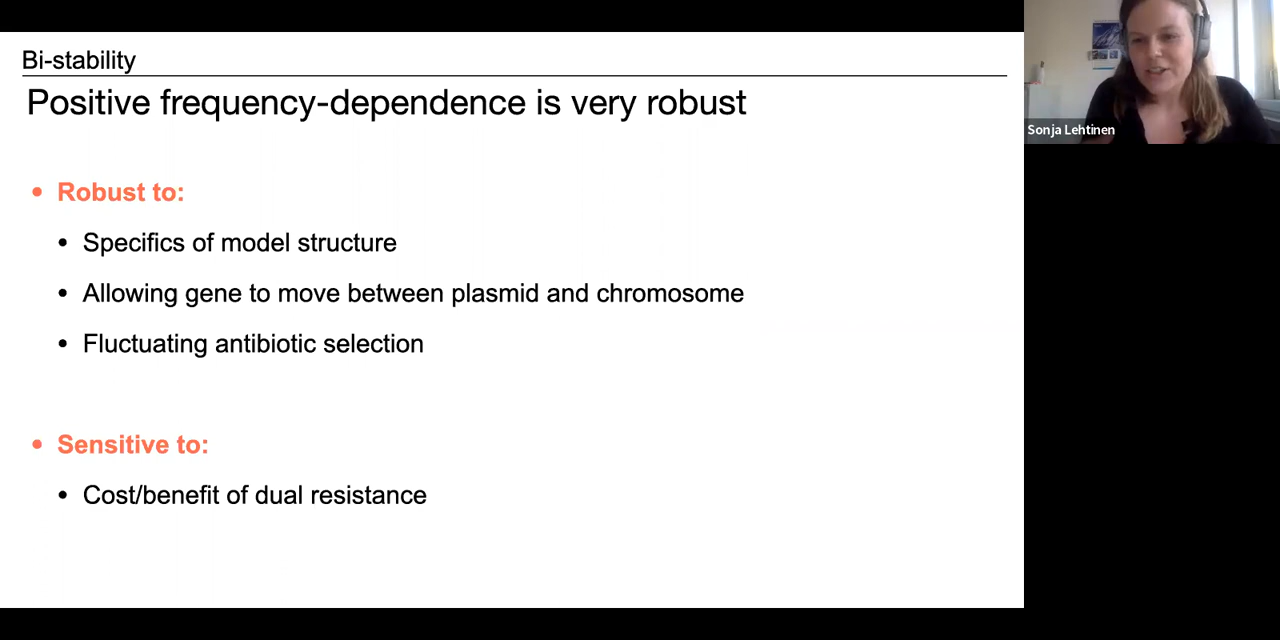 Bi-stability
Positive frequency-dependence is very robust
• Robust to:
• Specifics of model structure
• Allowing gene to move between plasmid and chromosome
• Fluctuating antibiotic selection
• Sensitive to:
• Cost/benefit of dual resistance
Sonja Lehtinen